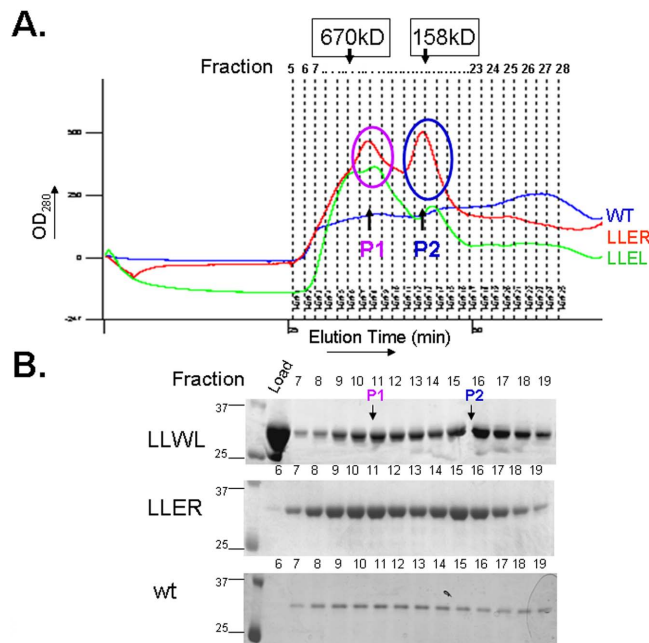 A.
670kD 158kD
Fraction 5 6 7 23 24 25 26 27 28
500
250
OD280
WT
LLER
LLEL
P1 P2
Elution Time (min)
B.
Fraction Load 7 8 9 10 11 12 13 14 15 16 17 18 19
P1 P2
37
LLWL
25
6 7 8 9 10 11 12 13 14 15 16 17 18 19
37
LLER
25
6 7 8 9 10 11 12 13 14 15 16 17 18 19
37
wt
25